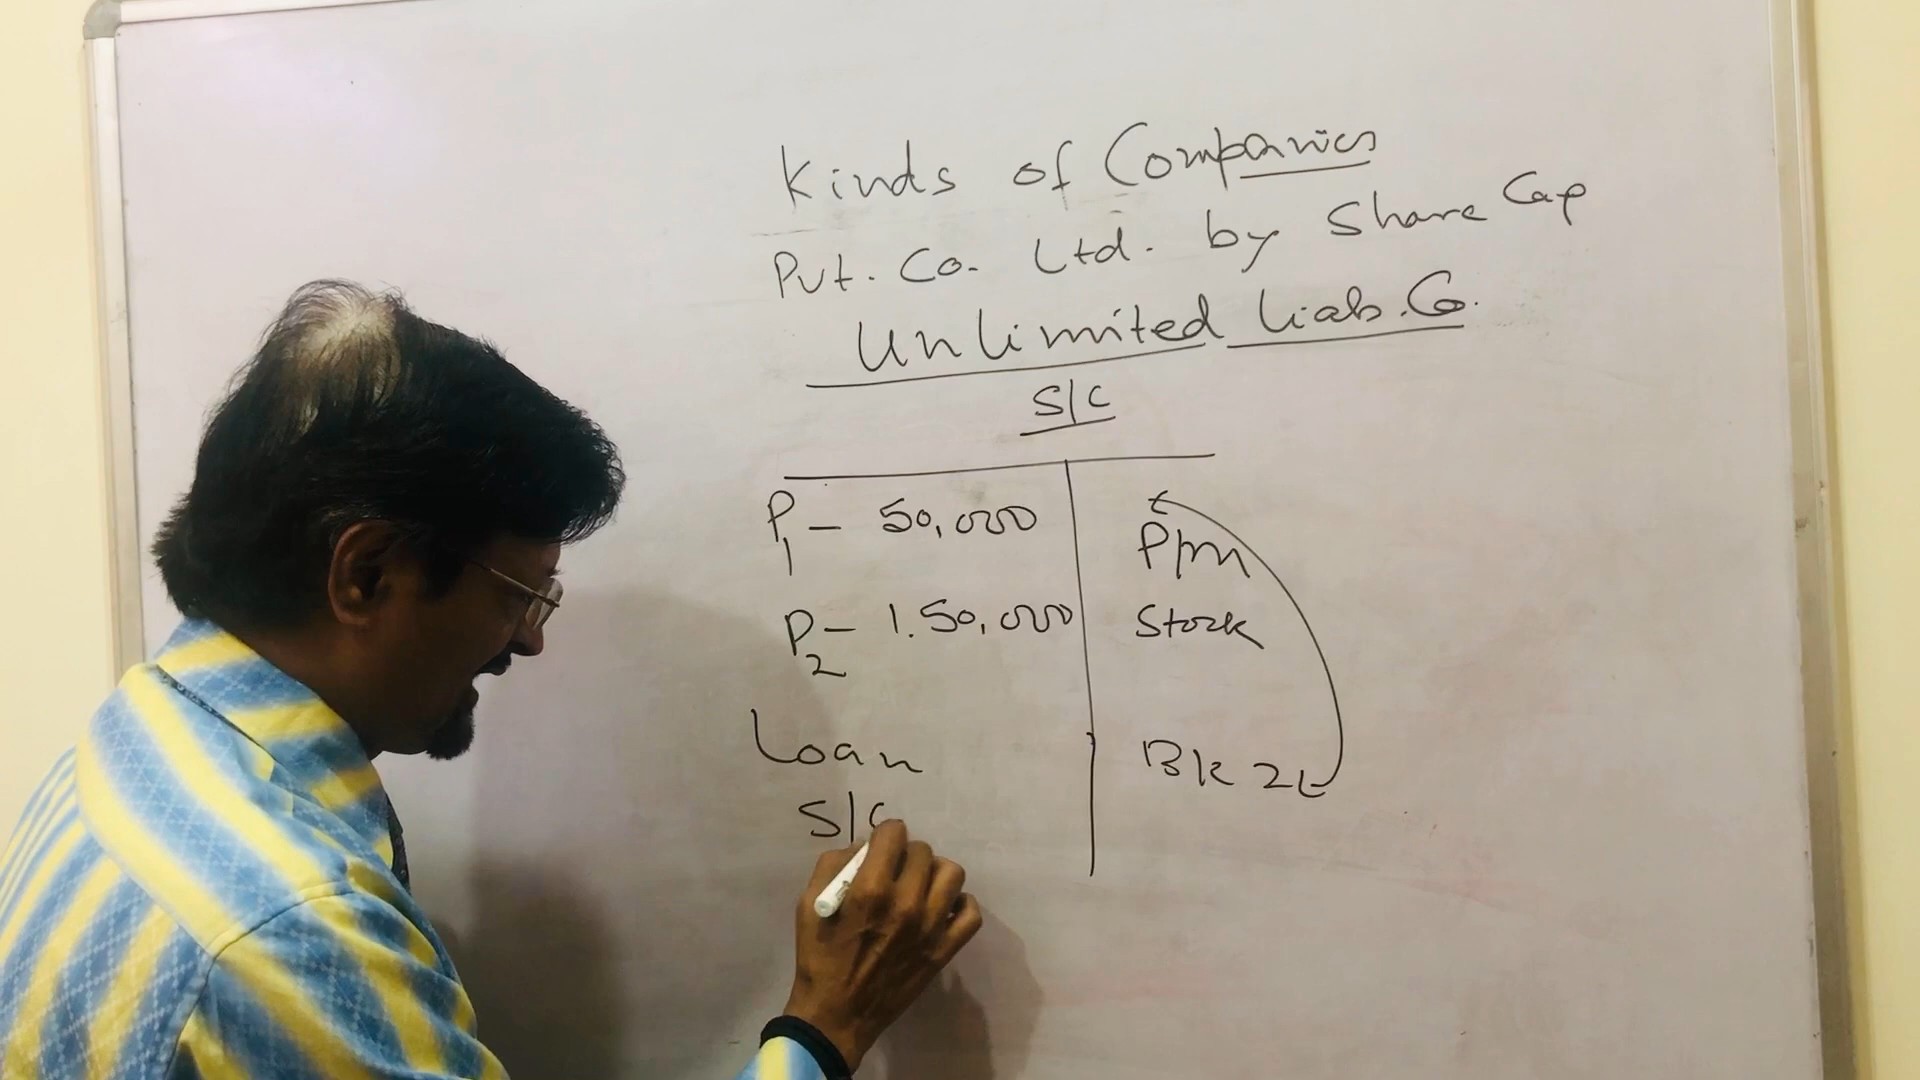 Kinds of Companies
Pvt. Co. Ltd. by Share Cap
Unlimited Liab. Co.
S/C
P1 - 50,000
P/m
P2 - 1.50,000
Stock
Loan
Bk 2L
S/C